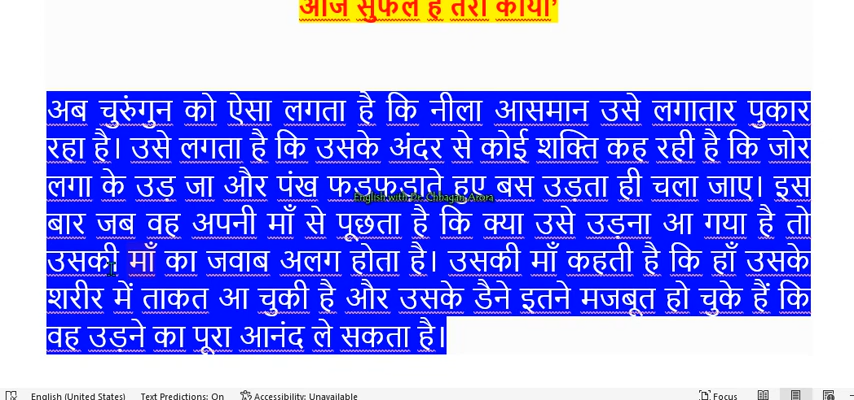 आज सुफल है तेरी काया’
अब चुरुंगुन को ऐसा लगता है कि नीला आसमान उसे लगातार पुकार
रहा है। उसे लगता है कि उसके अंदर से कोई शक्ति कह रही है कि जोर
लगा के उड़ जा और पंख फड़फड़ाते हुए बस उड़ता ही चला जाए। इस
English with Dr. Chhagan Arora
बार जब वह अपनी माँ से पूछता है कि क्या उसे उड़ना आ गया है तो
उसकी माँ का जवाब अलग होता है। उसकी माँ कहती है कि हाँ उसके
शरीर में ताकत आ चुकी है और उसके डैने इतने मजबूत हो चुके हैं कि
वह उड़ने का पूरा आनंद ले सकता है।
English (United States) Text Predictions: On Accessibility: Unavailable Focus